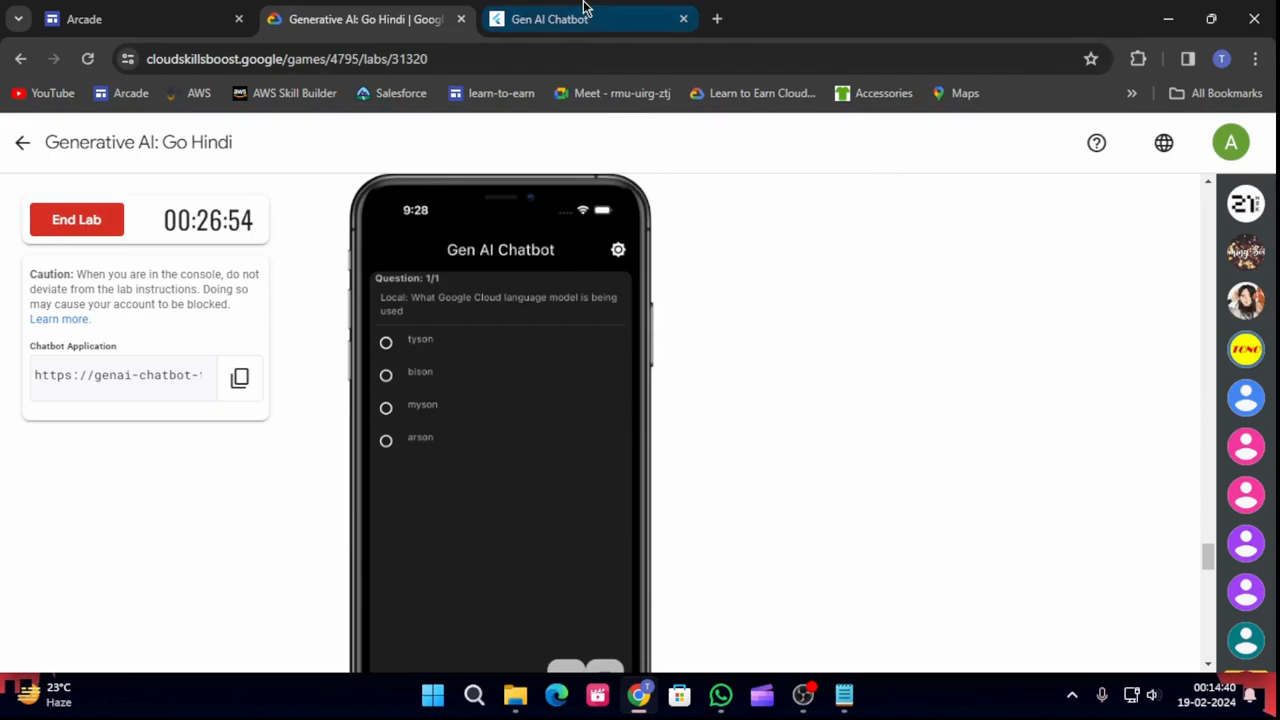 Arcade
Generative AI: Go Hindi | Goog
Gen AI Chatbot
cloudskillsboost.google/games/4795/labs/31320
YouTube
Arcade
AWS
AWS Skill Builder
Salesforce
learn-to-earn
Meet - rmu-uirg-ztj
Learn to Earn Cloud...
Accessories
Maps
»
All Bookmarks
T
Generative AI: Go Hindi
A
End Lab
00:26:54
Caution: When you are in the console, do not
deviate from the lab instructions. Doing so
may cause your account to be blocked.
Learn more.
Chatbot Application
https://genai-chatbot-
9:28
Gen AI Chatbot
Question: 1/1
Local: What Google Cloud language model is being
used
tyson
bison
myson
arson
21
TONC
23°C
Haze
T
00:14:40
19-02-2024